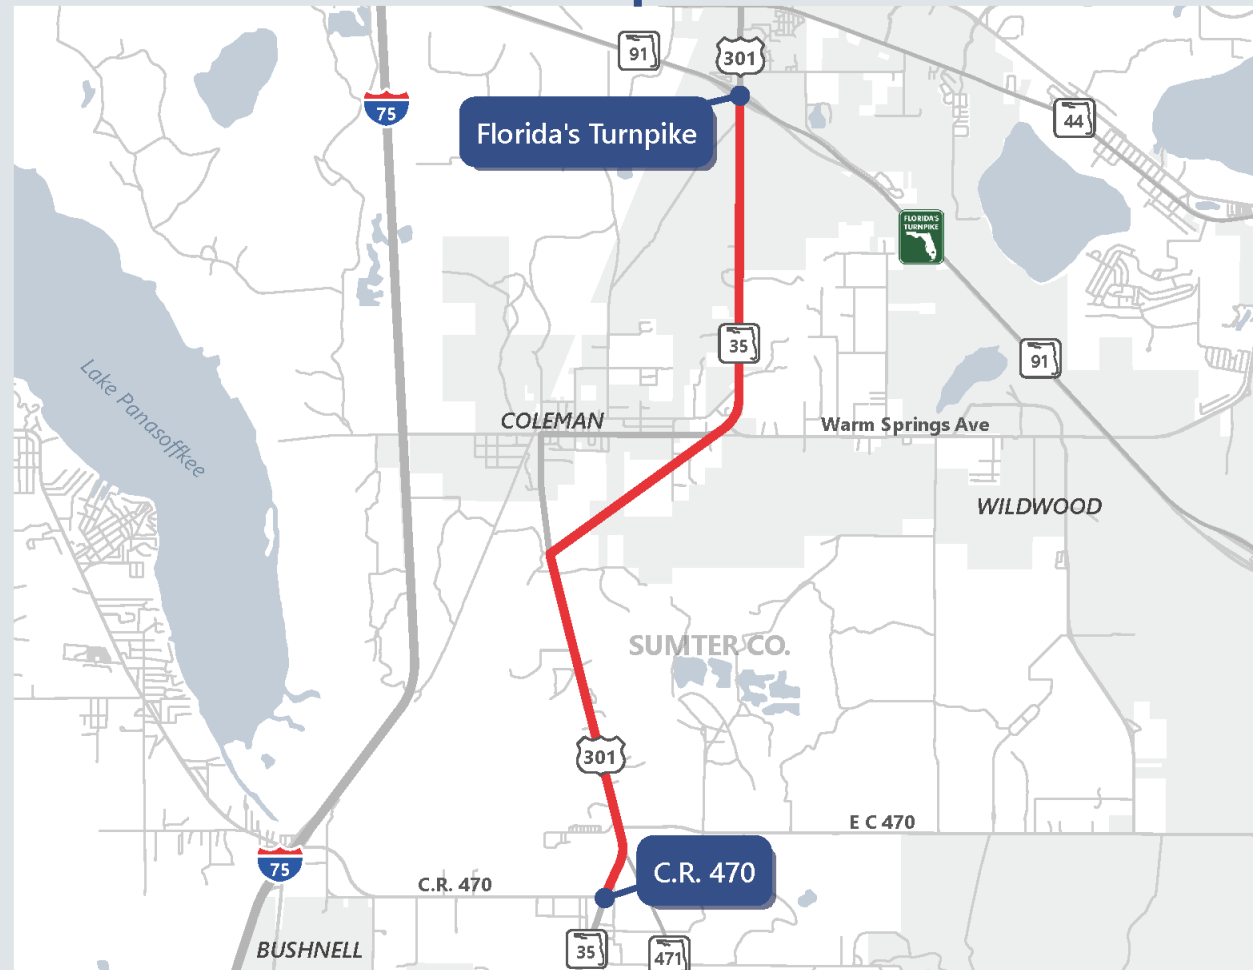 91
301
75
44
Florida's Turnpike
FLORIDA'S
TURNPIKE
35
91
Lake Panasoffkee
COLEMAN
Warm Springs Ave
WILDWOOD
SUMTER CO.
301
E C 470
75
C.R. 470
C.R. 470
BUSHNELL
35
471